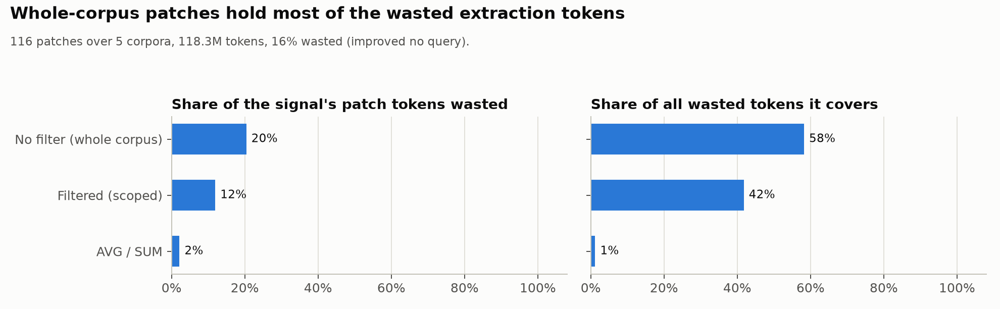 Whole-corpus patches hold most of the wasted extraction tokens
116 patches over 5 corpora, 118.3M tokens, 16% wasted (improved no query).
Share of the signal's patch tokens wasted
Share of all wasted tokens it covers
No filter (whole corpus)
20%
58%
Filtered (scoped)
12%
42%
AVG / SUM
2%
1%
0% 20% 40% 60% 80% 100%
0% 20% 40% 60% 80% 100%